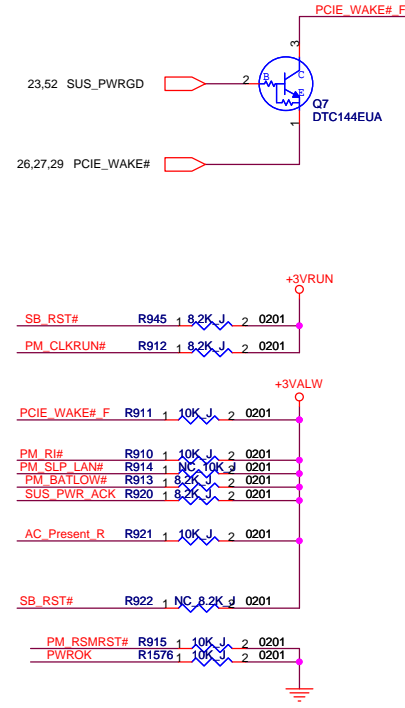 PCIE_WAKE#_F
3
23,52 SUS_PWRGD
2
B
C
E
Q7
DTC144EUA
1
26,27,29 PCIE_WAKE#
+3VRUN
SB_RST# R945 1 8.2K_J 2 0201
PM_CLKRUN# R912 1 8.2K_J 2 0201
+3VALW
PCIE_WAKE#_F R911 1 10K_J 2 0201
PM_RI# R910 1 10K_J 2 0201
PM_SLP_LAN# R914 1 NC_10K_J 2 0201
PM_BATLOW# R913 1 8.2K_J 2 0201
SUS_PWR_ACK R920 1 8.2K_J 2 0201
AC_Present_R R921 1 10K_J 2 0201
SB_RST# R922 1 NC_8.2K_J 2 0201
PM_RSMRST# R915 1 10K_J 2 0201
PWROK R1576 1 10K_J 2 0201